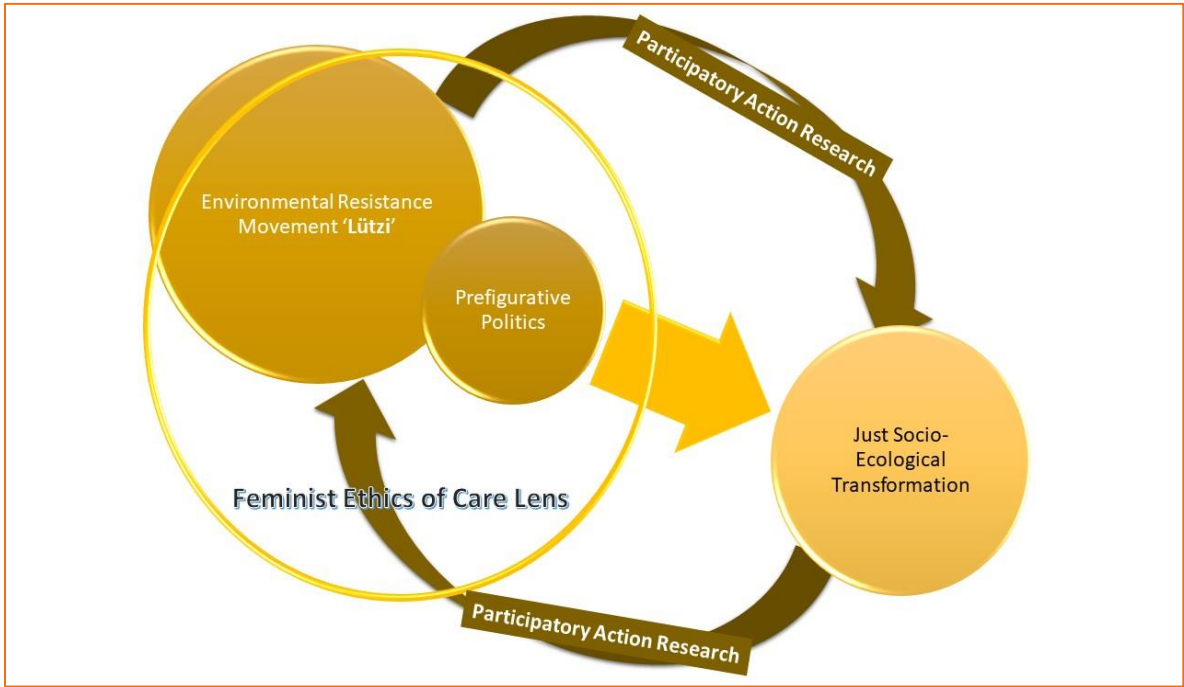 Participatory Action Research
Environmental Resistance
Movement ‘Lützi’
Prefigurative
Politics
Just Socio-
Ecological
Transformation
Feminist Ethics of Care Lens
Participatory Action Research